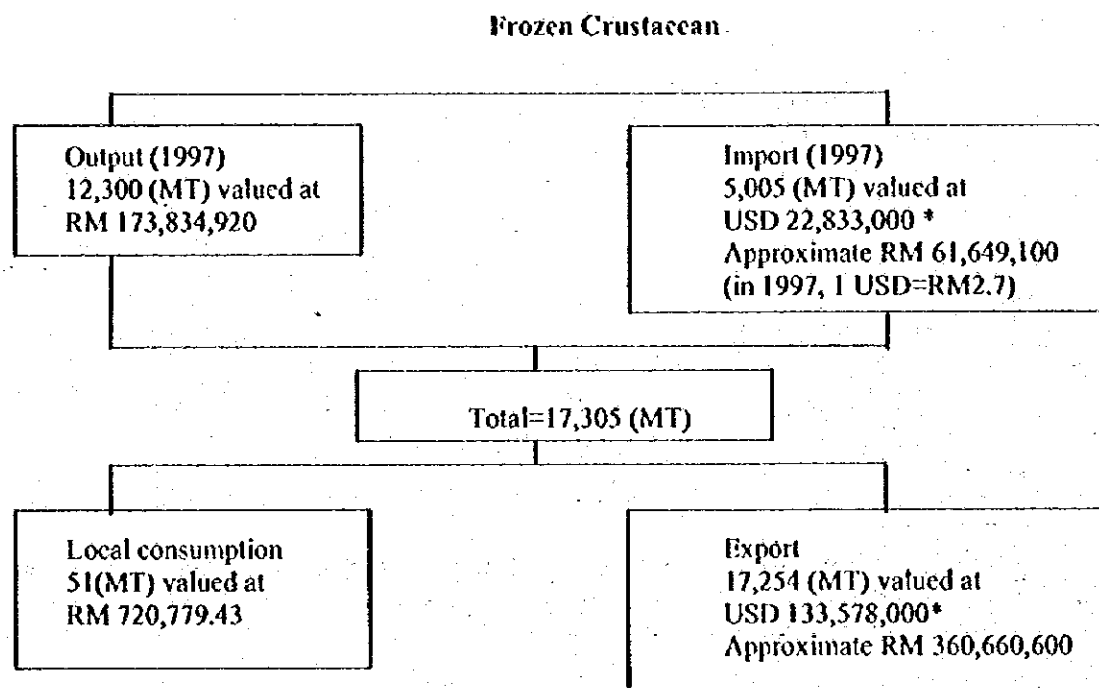 Frozen Crustacean
Output (1997)
12,300 (MT) valued at
RM 173,834,920
Import (1997)
5,005 (MT) valued at
USD 22,833,000 *
Approximate RM 61,649,100
(in 1997, 1 USD=RM2.7)
Total=17,305 (MT)
Local consumption
51(MT) valued at
RM 720,779.43
Export
17,254 (MT) valued at
USD 133,578,000*
Approximate RM 360,660,600